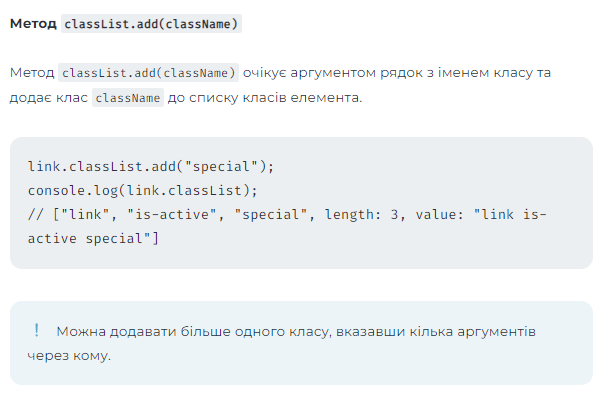 Метод classList.add(className)
Метод classList.add(className) очікує аргументом рядок з іменем класу та
додає клас className до списку класів елемента.
link.classList.add("special");
console.log(link.classList);
// ["link", "is-active", "special", length: 3, value: "link is-
active special"]
! Можна додавати більше одного класу, вказавши кілька аргументів
через кому.